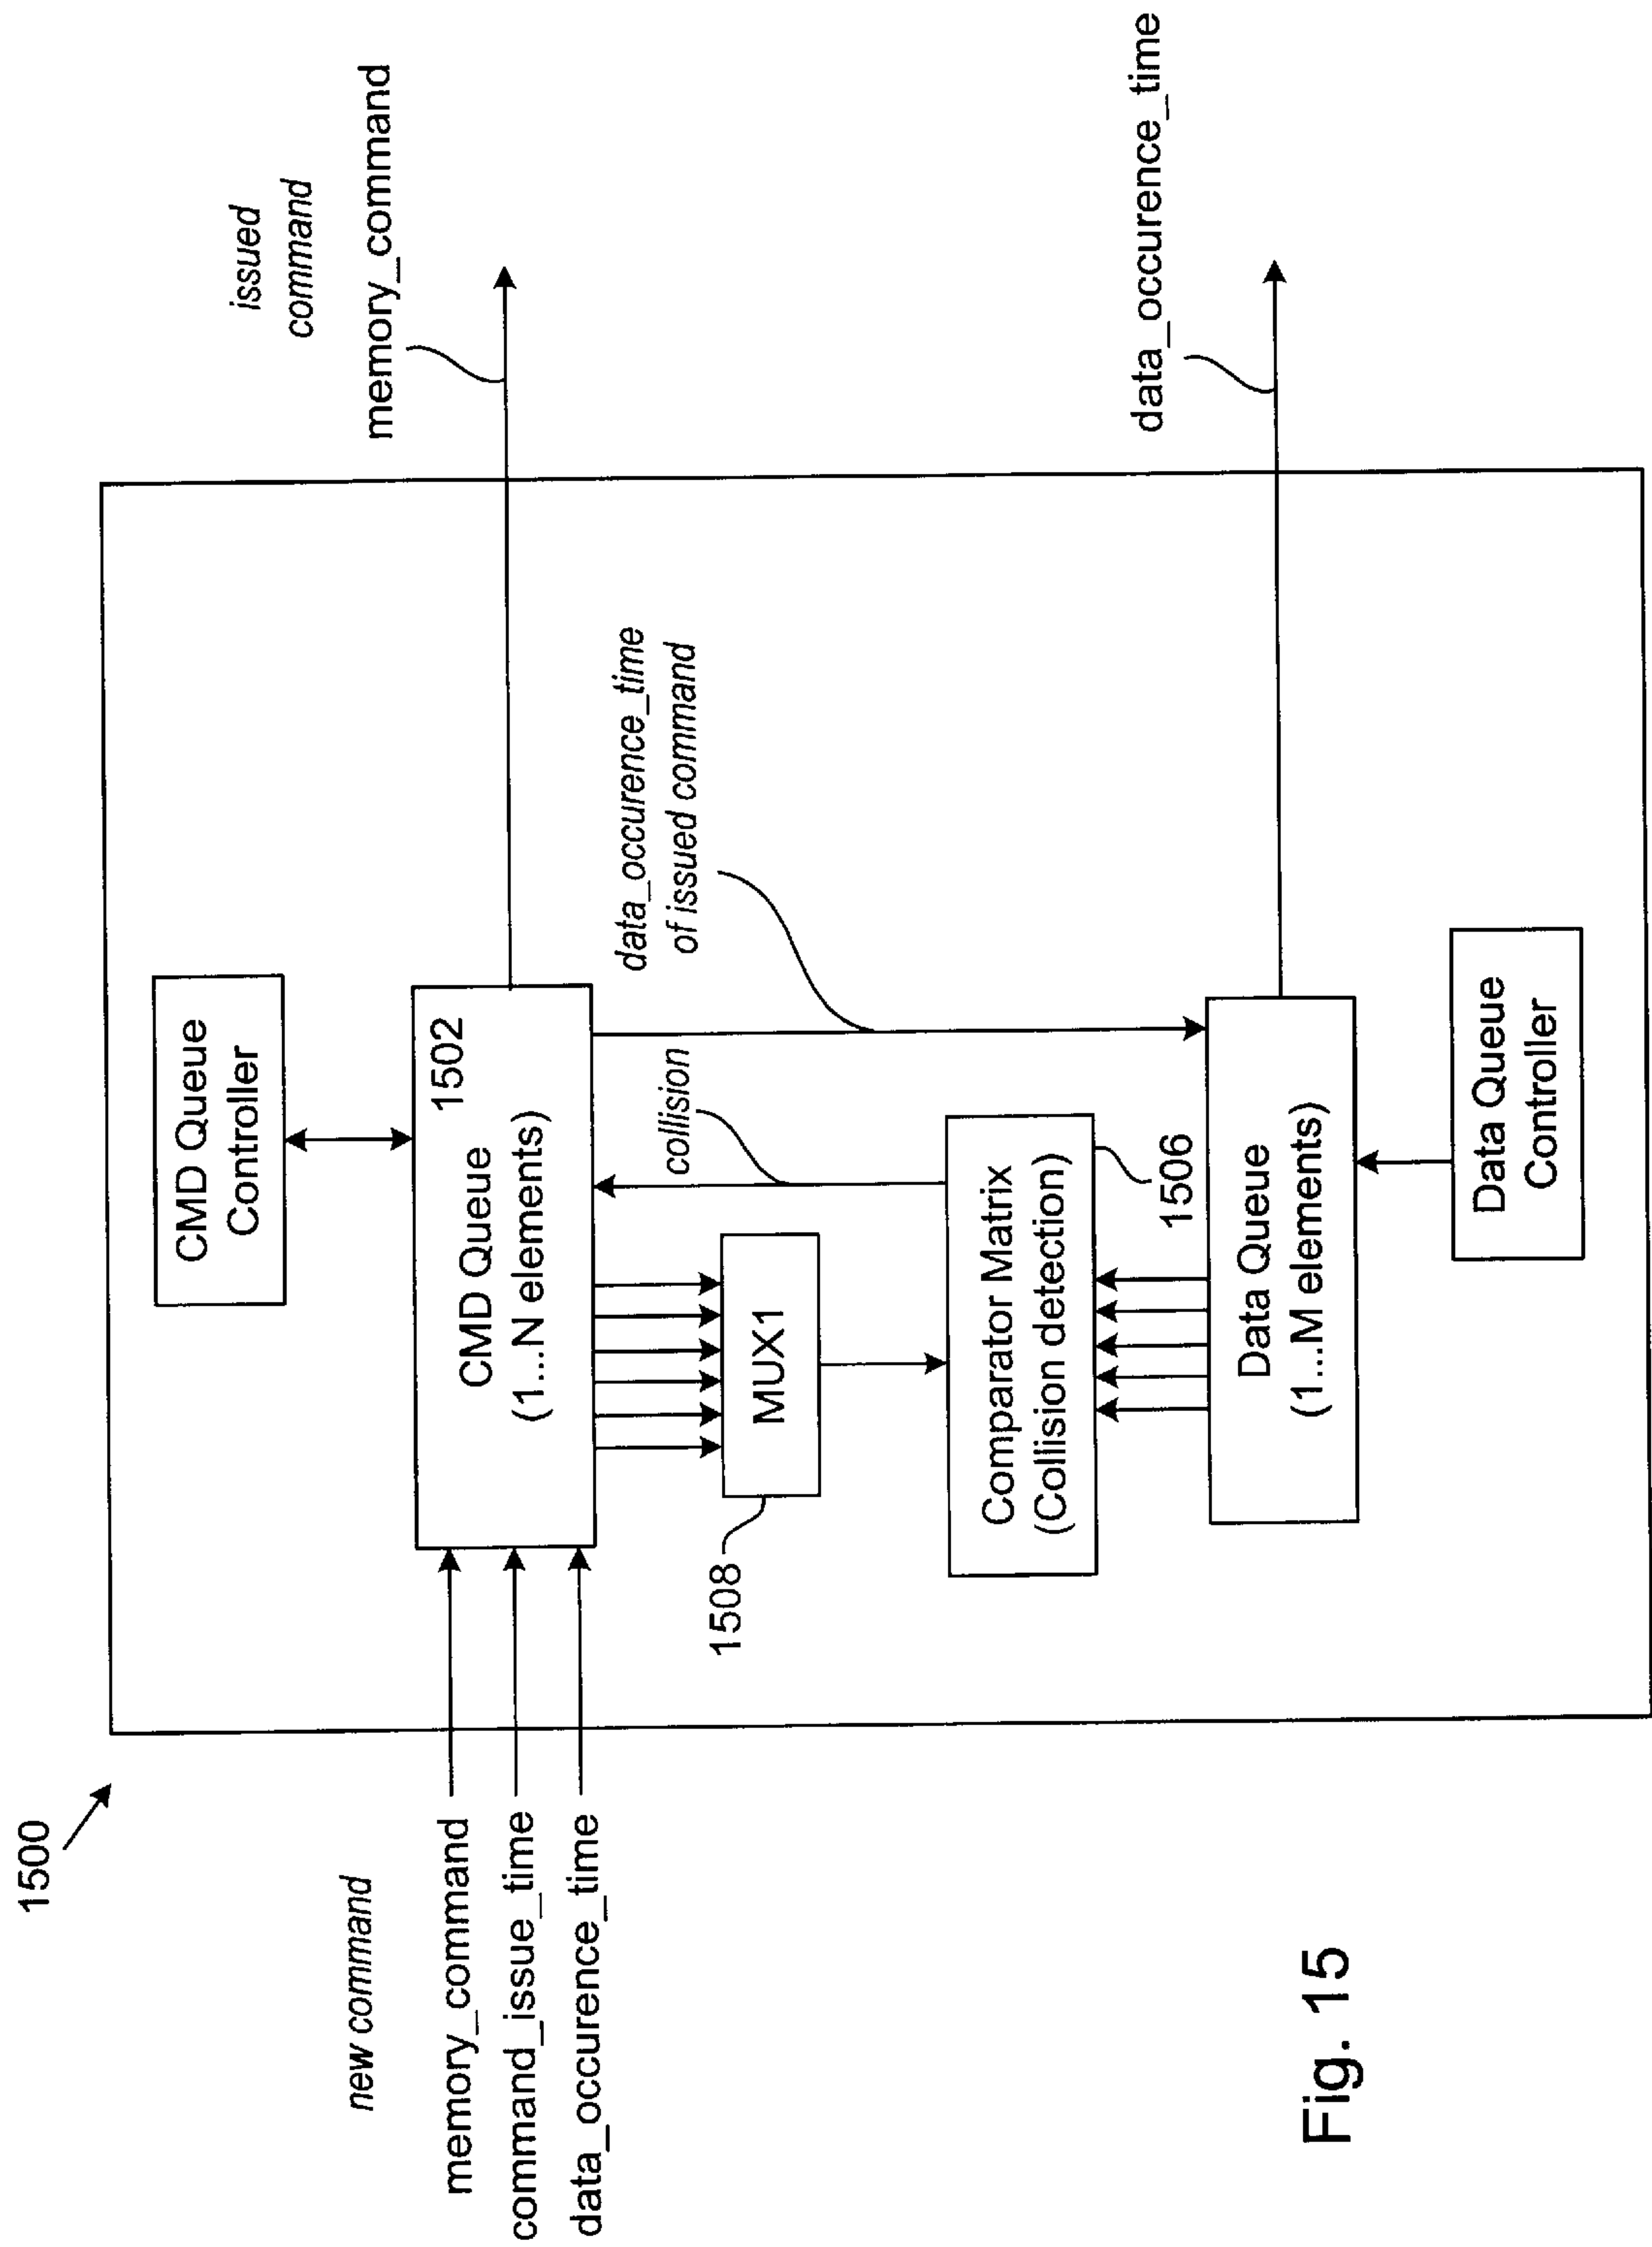 1500
new command
memory_command
command_issue_time
data_occurence_time
issued
command
memory_command
CMD Queue
Controller
1502
CMD Queue
(1...N elements)
data_occurence_time
of issued command
collision
MUX1
1508
Comparator Matrix
(Collision detection)
1506
Data Queue
(1...M elements)
data_occurence_time
Data Queue
Controller
Fig. 15